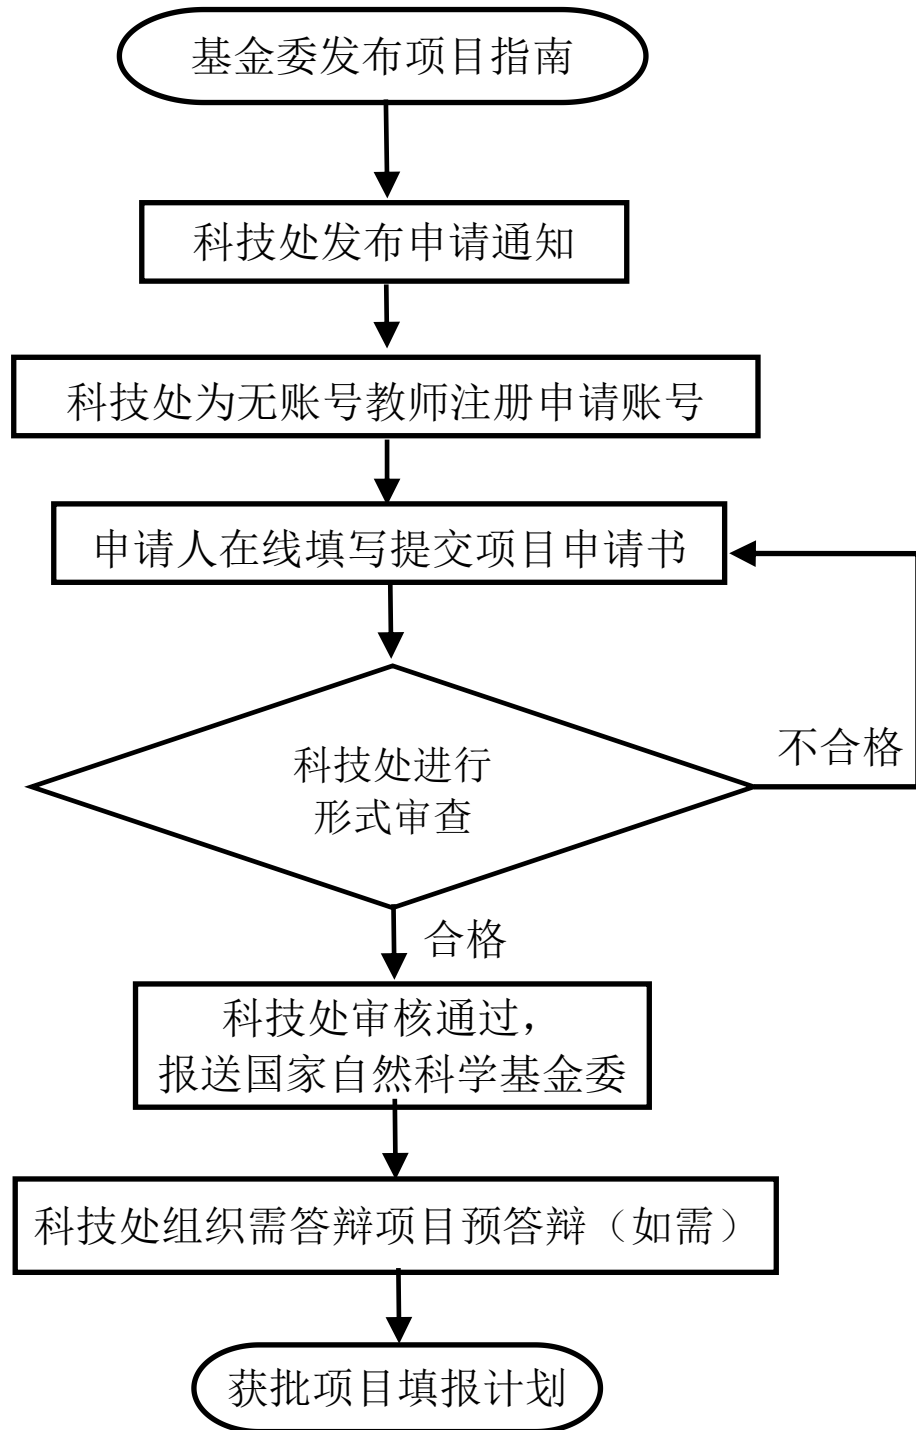 基金委发布项目指南
科技处发布申请通知
科技处为无账号教师注册申请账号
申请人在线填写提交项目申请书
不合格
科技处进行
形式审查
合格
科技处审核通过，
报送国家自然科学基金委
科技处组织需答辩项目预答辩（如需）
获批项目填报计划